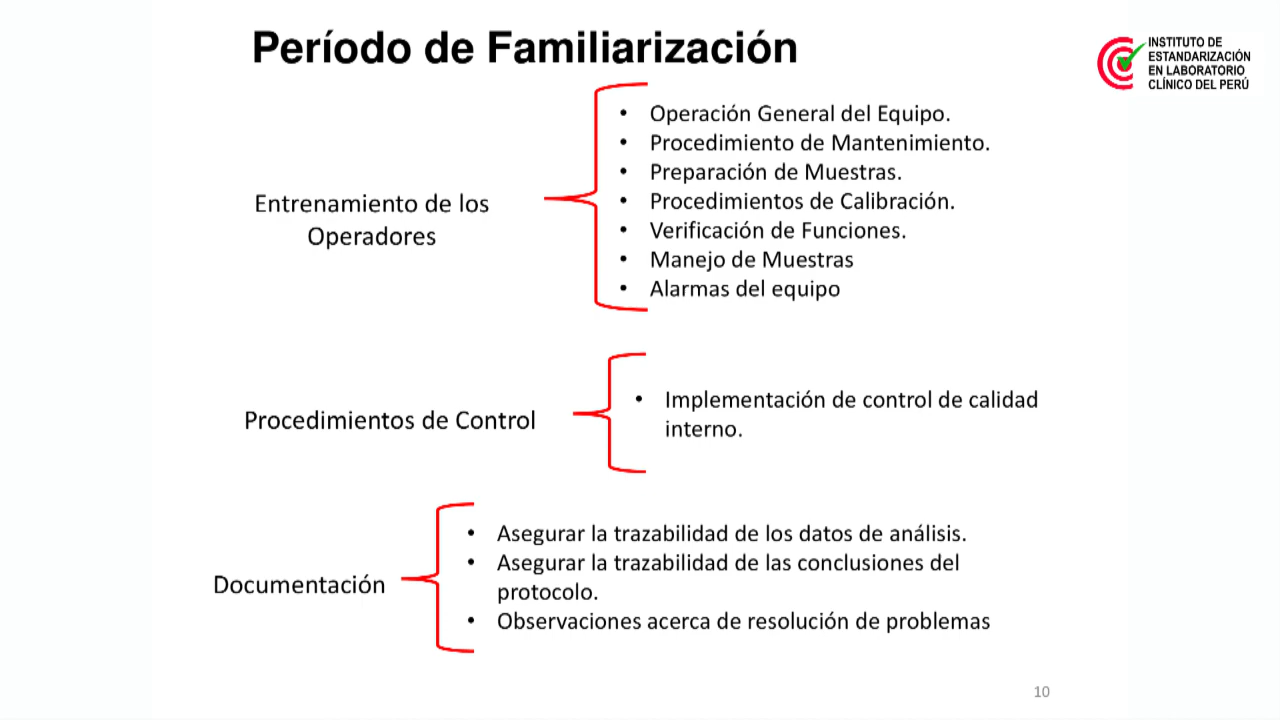 Período de Familiarización
INSTITUTO DE
ESTANDARIZACIÓN
EN LABORATORIO
CLÍNICO DEL PERÚ
Entrenamiento de los
Operadores
• Operación General del Equipo.
• Procedimiento de Mantenimiento.
• Preparación de Muestras.
• Procedimientos de Calibración.
• Verificación de Funciones.
• Manejo de Muestras
• Alarmas del equipo
Procedimientos de Control
• Implementación de control de calidad
interno.
Documentación
• Asegurar la trazabilidad de los datos de análisis.
• Asegurar la trazabilidad de las conclusiones del
protocolo.
• Observaciones acerca de resolución de problemas
10